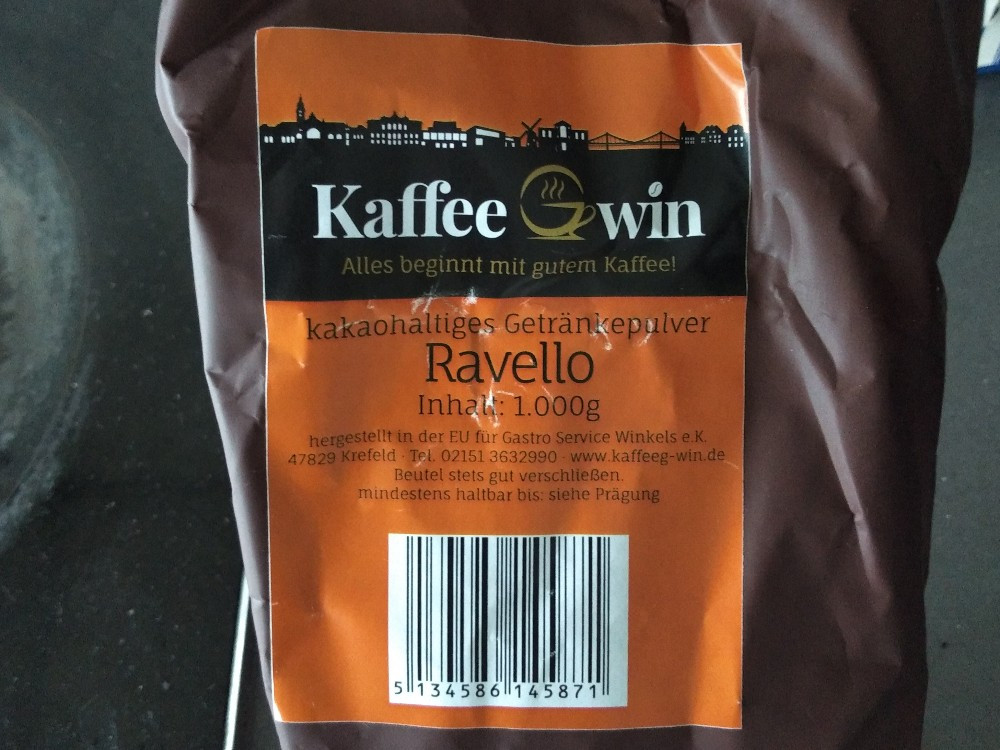 Kaffee G win
Alles beginnt mit gutem Kaffee!
kakaohaltiges Getränkepulver
Ravello
Inhalt: 1.000g
hergestellt in der EU für Gastro Service Winkels e.K.
47829 Krefeld · Tel. 02151 3632990 · www.kaffeeg-win.de
Beutel stets gut verschließen.
mindestens haltbar bis: siehe Prägung
5 134586 145871